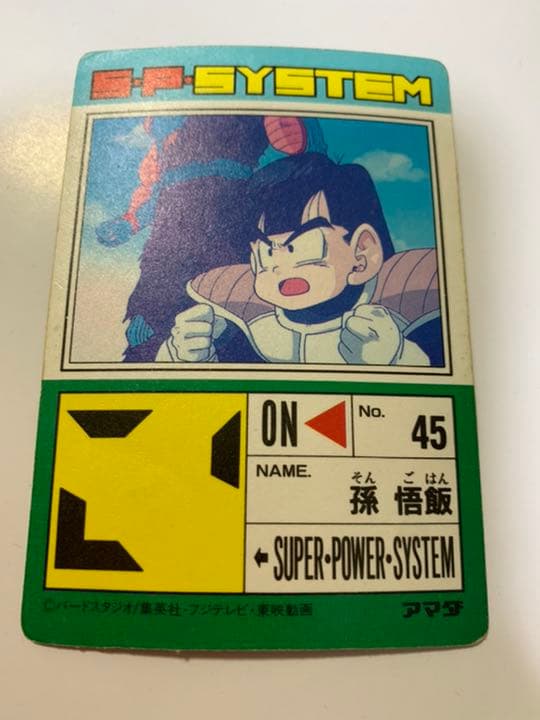 S·P·SYSTEM
ON
No.
45
NAME.
そん ご はん
孫 悟飯
SUPER・POWER・SYSTEM
©バードスタジオ/集英社・フジテレビ・東映動画
アマダ